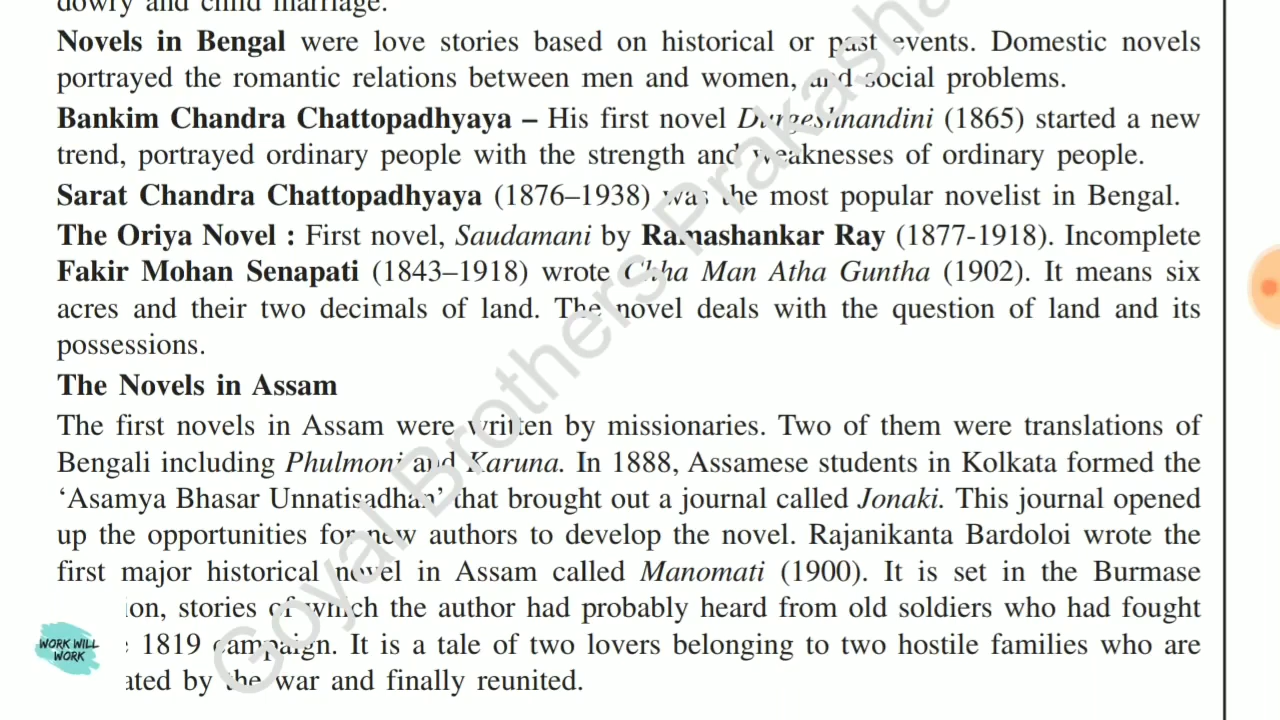 dowry and child marriage.
Novels in Bengal were love stories based on historical or past events. Domestic novels
portrayed the romantic relations between men and women, and social problems.
Bankim Chandra Chattopadhyaya – His first novel Durgeshnandini (1865) started a new
trend, portrayed ordinary people with the strength and weaknesses of ordinary people.
Sarat Chandra Chattopadhyaya (1876–1938) was the most popular novelist in Bengal.
The Oriya Novel : First novel, Saudamani by Ramashankar Ray (1877-1918). Incomplete
Fakir Mohan Senapati (1843–1918) wrote Chha Man Atha Guntha (1902). It means six
acres and their two decimals of land. The novel deals with the question of land and its
possessions.
The Novels in Assam
The first novels in Assam were written by missionaries. Two of them were translations of
Bengali including Phulmoni and Karuna. In 1888, Assamese students in Kolkata formed the
‘Asamya Bhasar Unnatisadhan’ that brought out a journal called Jonaki. This journal opened
up the opportunities for new authors to develop the novel. Rajanikanta Bardoloi wrote the
first major historical novel in Assam called Manomati (1900). It is set in the Burmase
ion, stories of which the author had probably heard from old soldiers who had fought
1819 campaign. It is a tale of two lovers belonging to two hostile families who are
ated by the war and finally reunited.
WORK WILL
WORK
Goyal Brothers Prakasha